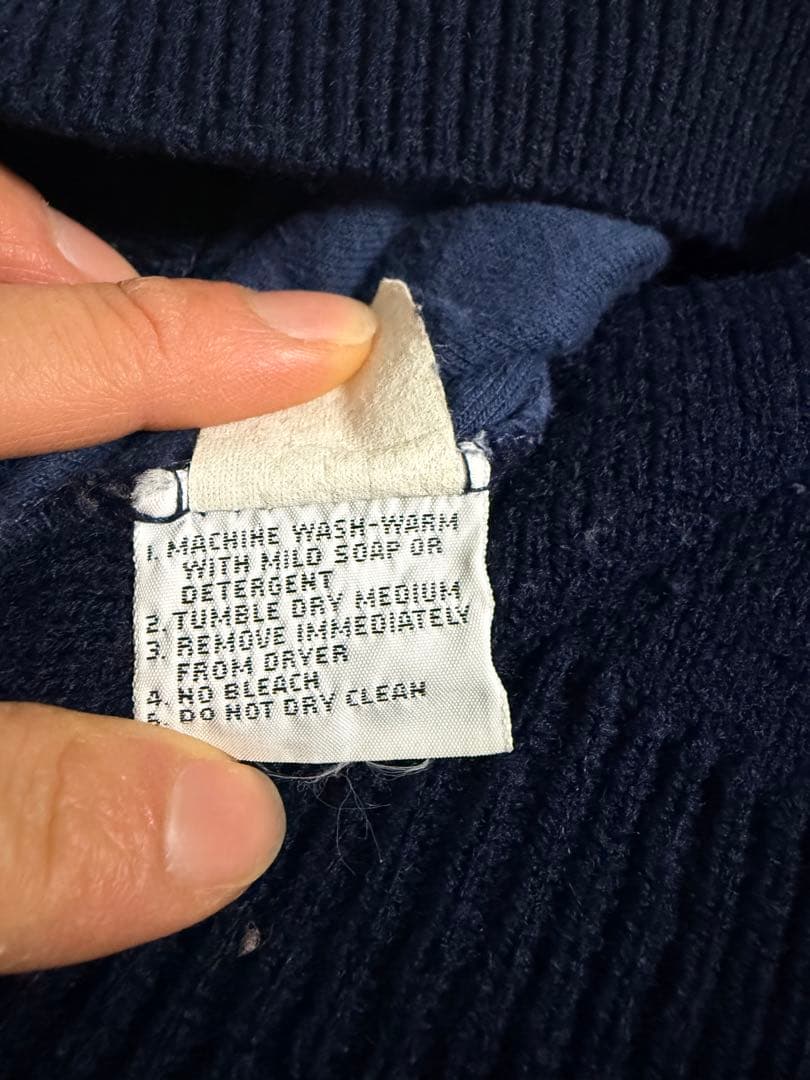 1. MACHINE WASH-WARM
WITH MILD SOAP OR
DETERGENT
2. TUMBLE DRY MEDIUM
3. REMOVE IMMEDIATELY
FROM DRYER
4. NO BLEACH
5. DO NOT DRY CLEAN